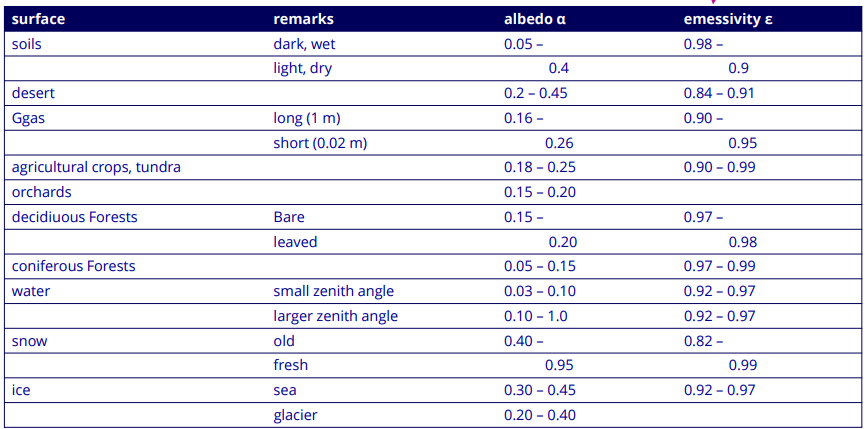 surface remarks albedo α emessivity ε
soils dark, wet 0.05 – 0.98 –
light, dry 0.4 0.9
desert 0.2 – 0.45 0.84 – 0.91
Ggas long (1 m) 0.16 – 0.90 –
short (0.02 m) 0.26 0.95
agricultural crops, tundra 0.18 – 0.25 0.90 – 0.99
orchards 0.15 – 0.20
decidiuous Forests Bare 0.15 – 0.97 –
leaved 0.20 0.98
coniferous Forests 0.05 – 0.15 0.97 – 0.99
water small zenith angle 0.03 – 0.10 0.92 – 0.97
larger zenith angle 0.10 – 1.0 0.92 – 0.97
snow old 0.40 – 0.82 –
fresh 0.95 0.99
ice sea 0.30 – 0.45 0.92 – 0.97
glacier 0.20 – 0.40